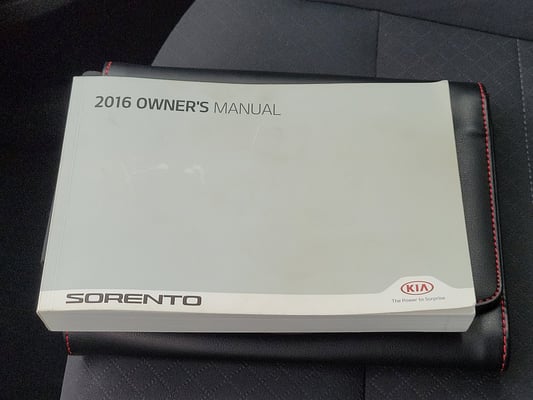 2016 OWNER'S MANUAL
SORENTO
KIA
The Power to Surprise